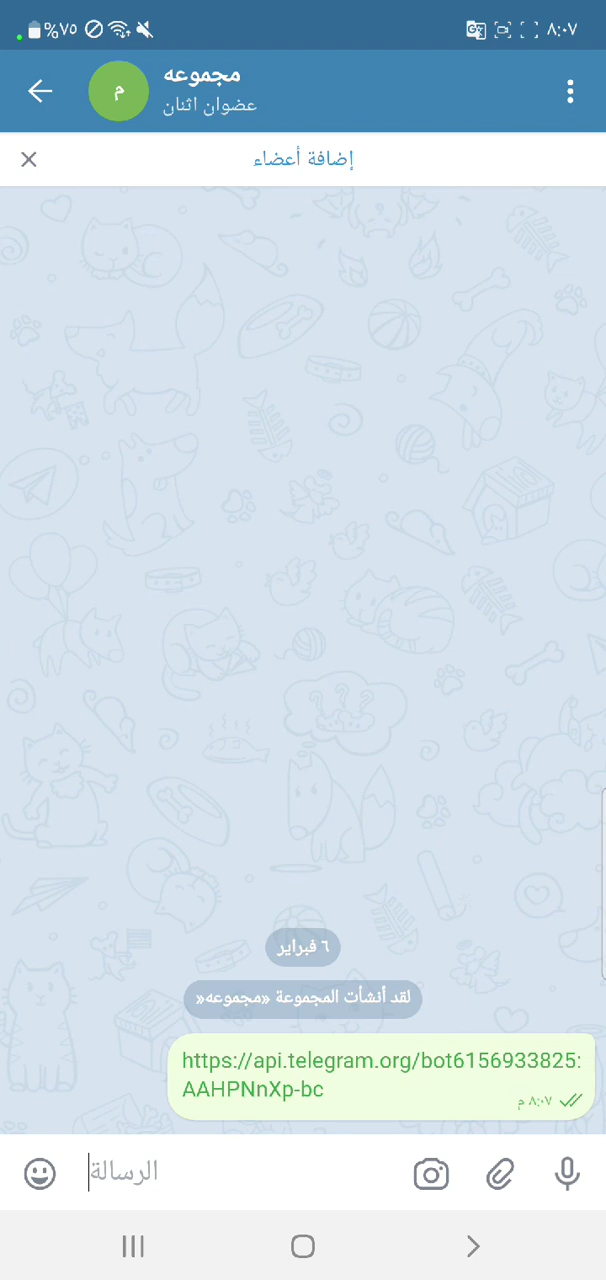 ٨:٠٧ %٧٥
مجموعه
م
عضوان اثنان
إضافة أعضاء
٦ فبراير
لقد أنشأت المجموعة «مجموعه»
https://api.telegram.org/bot6156933825:
AAHPNnXp-bc
٨:٠٧ م
الرسالة